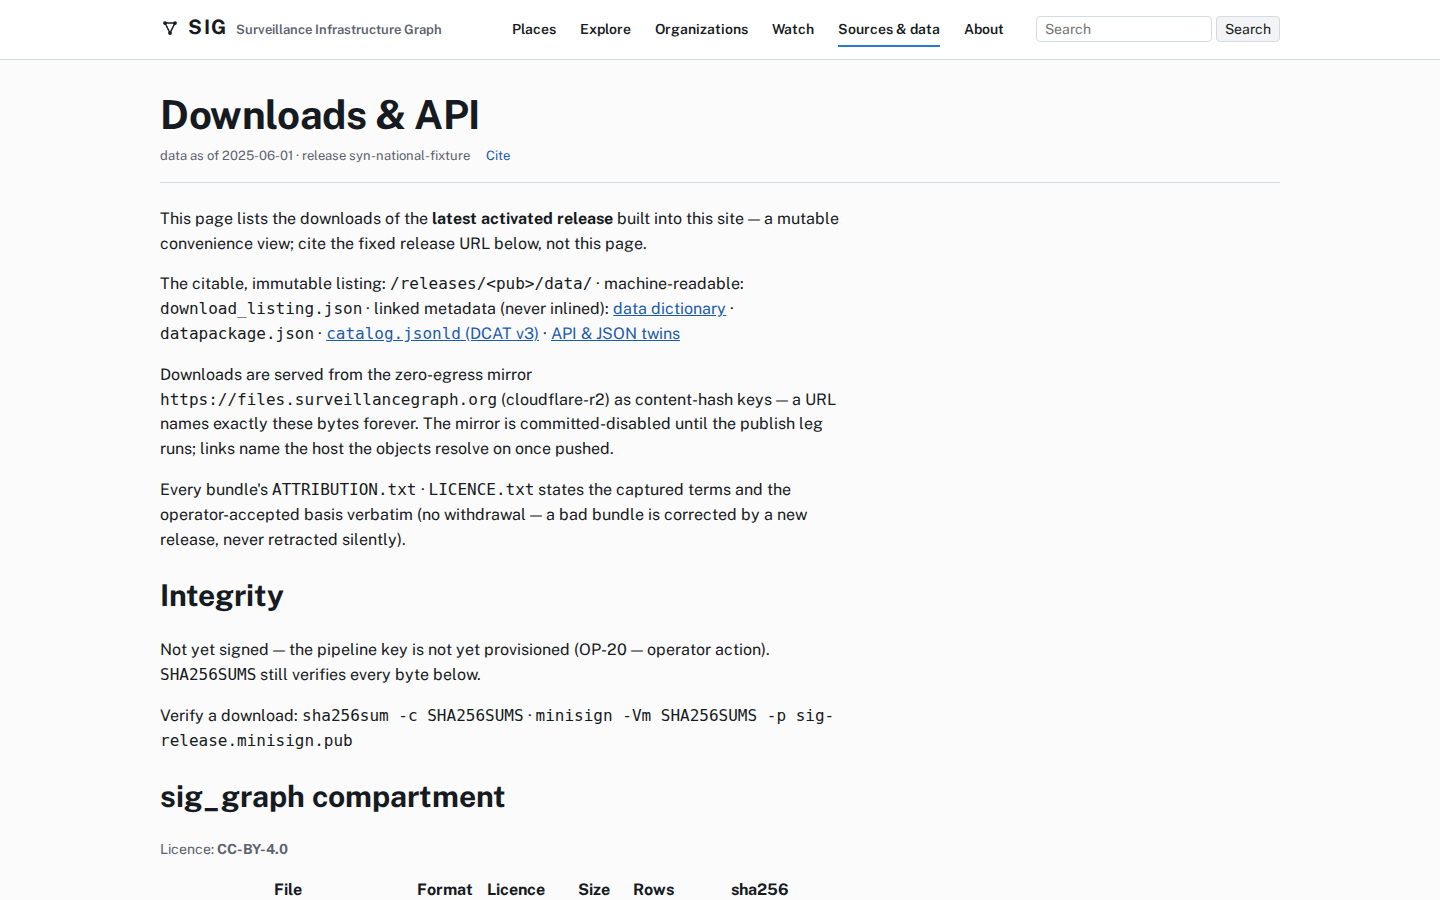 SIG Surveillance Infrastructure Graph Places Explore Organizations Watch Sources & data About Search Search
Downloads & API
data as of 2025-06-01 · release syn-national-fixture Cite
This page lists the downloads of the latest activated release built into this site — a mutable
convenience view; cite the fixed release URL below, not this page.
The citable, immutable listing: /releases/<pub>/data/ · machine-readable:
download_listing.json · linked metadata (never inlined): data dictionary ·
datapackage.json · catalog.jsonld (DCAT v3) · API & JSON twins
Downloads are served from the zero-egress mirror
https://files.surveillancegraph.org (cloudflare-r2) as content-hash keys — a URL
names exactly these bytes forever. The mirror is committed-disabled until the publish leg
runs; links name the host the objects resolve on once pushed.
Every bundle's ATTRIBUTION.txt · LICENCE.txt states the captured terms and the
operator-accepted basis verbatim (no withdrawal — a bad bundle is corrected by a new
release, never retracted silently).
Integrity
Not yet signed — the pipeline key is not yet provisioned (OP-20 — operator action).
SHA256SUMS still verifies every byte below.
Verify a download: sha256sum -c SHA256SUMS · minisign -Vm SHA256SUMS -p sig-
release.minisign.pub
sig_graph compartment
Licence: CC-BY-4.0
File Format Licence Size Rows sha256